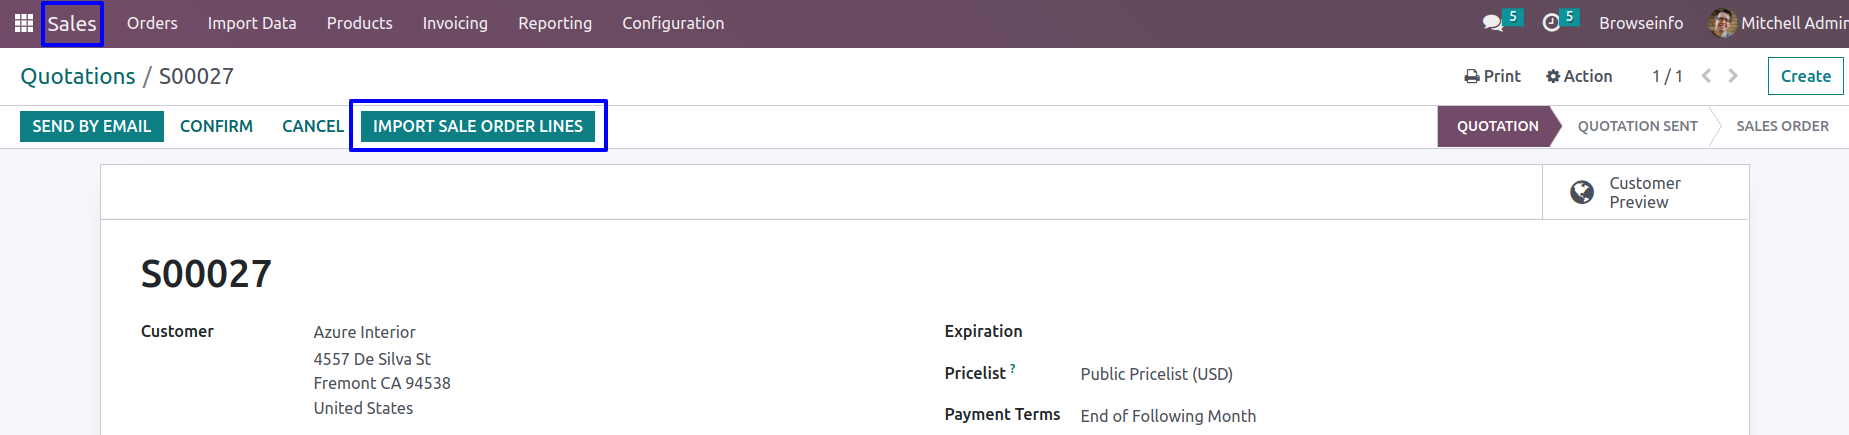 Sales Orders Import Data Products Invoicing Reporting Configuration 5 5 Browseinfo Mitchell Admin
Quotations / S00027 Print Action 1 / 1 Create
SEND BY EMAIL CONFIRM CANCEL IMPORT SALE ORDER LINES QUOTATION QUOTATION SENT SALES ORDER
Customer
Preview
S00027
Customer Azure Interior
4557 De Silva St
Fremont CA 94538
United States
Expiration
Pricelist ? Public Pricelist (USD)
Payment Terms End of Following Month